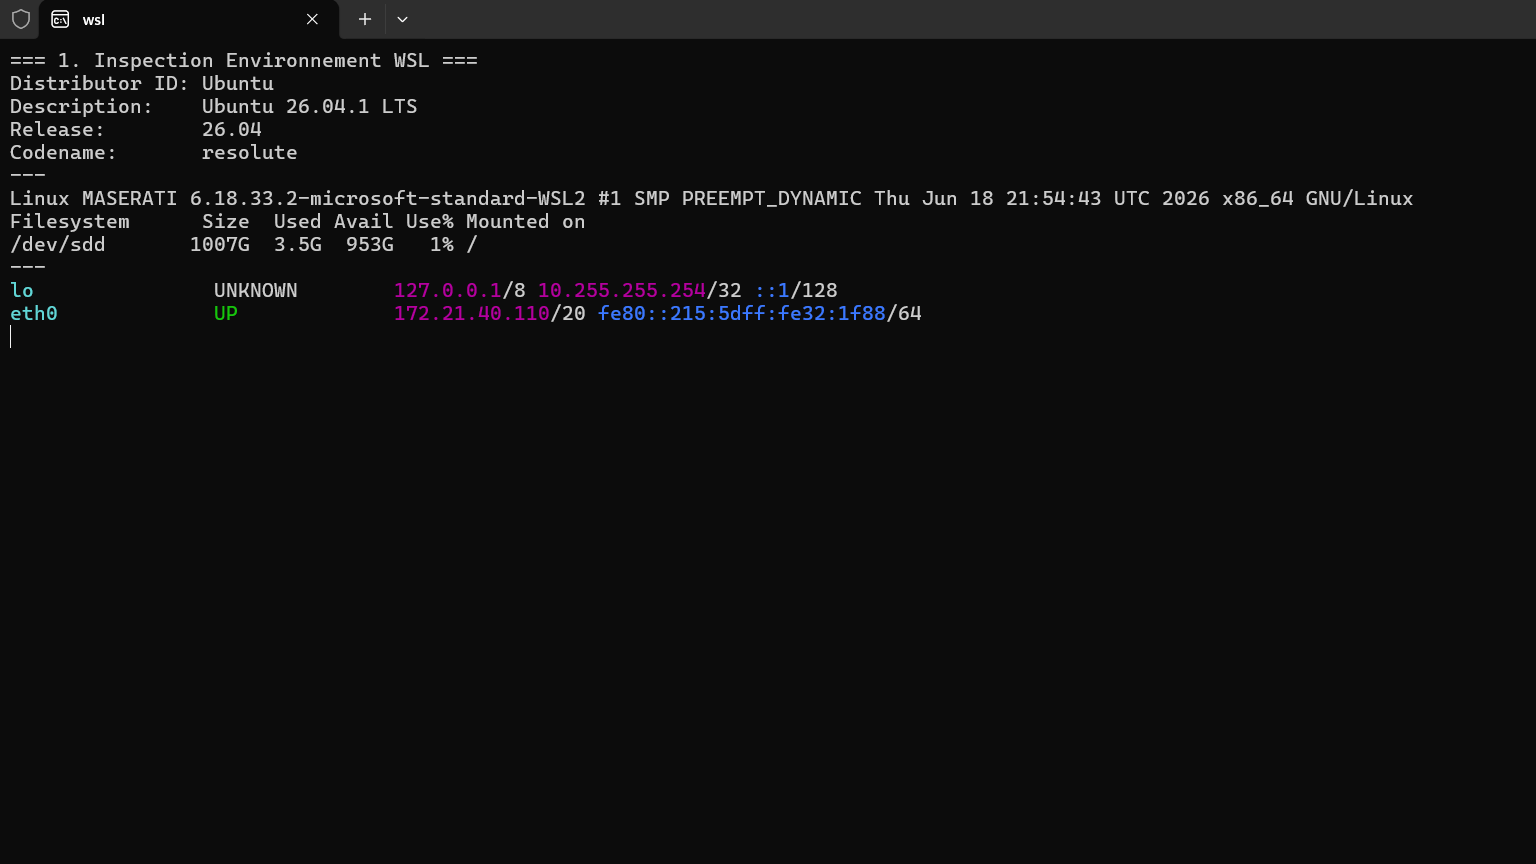 wsl
=== 1. Inspection Environnement WSL ===
Distributor ID: Ubuntu
Description:    Ubuntu 26.04.1 LTS
Release:        26.04
Codename:       resolute
---
Linux MASERATI 6.18.33.2-microsoft-standard-WSL2 #1 SMP PREEMPT_DYNAMIC Thu Jun 18 21:54:43 UTC 2026 x86_64 GNU/Linux
Filesystem      Size  Used Avail Use% Mounted on
/dev/sdd       1007G  3.5G  953G   1% /
---
lo               UNKNOWN        127.0.0.1/8 10.255.255.254/32 ::1/128
eth0             UP             172.21.40.110/20 fe80::215:5dff:fe32:1f88/64